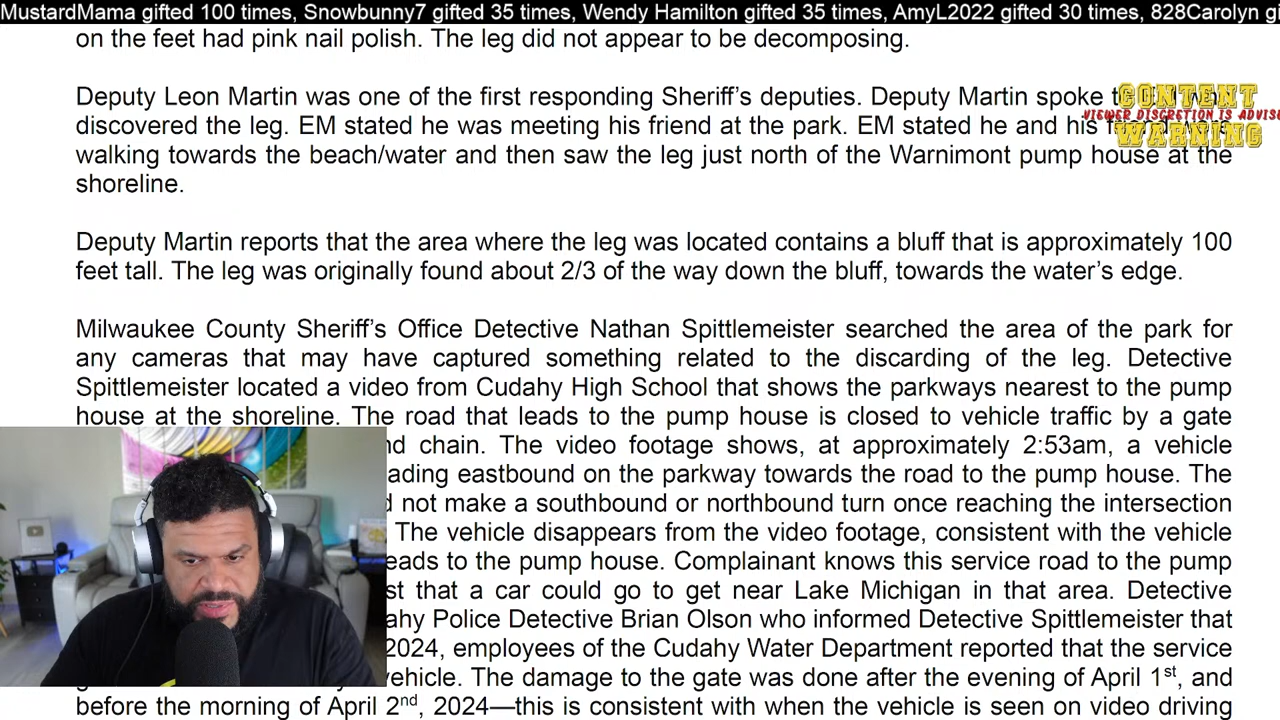 MustardMama gifted 100 times, Snowbunny7 gifted 35 times, Wendy Hamilton gifted 35 times, AmyL2022 gifted 30 times, 828Carolyn gi
on the feet had pink nail polish. The leg did not appear to be decomposing.
Deputy Leon Martin was one of the first responding Sheriff's deputies. Deputy Martin spoke
CONTENT
VIEWER DISCRETION IS ADVISE
WARNING
discovered the leg. EM stated he was meeting his friend at the park. EM stated he and his
walking towards the beach/water and then saw the leg just north of the Warnimont pump house at the
shoreline.
Deputy Martin reports that the area where the leg was located contains a bluff that is approximately 100
feet tall. The leg was originally found about 2/3 of the way down the bluff, towards the water's edge.
Milwaukee County Sheriff's Office Detective Nathan Spittlemeister searched the area of the park for
any cameras that may have captured something related to the discarding of the leg. Detective
Spittlemeister located a video from Cudahy High School that shows the parkways nearest to the pump
house at the shoreline. The road that leads to the pump house is closed to vehicle traffic by a gate
nd chain. The video footage shows, at approximately 2:53am, a vehicle
ading eastbound on the parkway towards the road to the pump house. The
d not make a southbound or northbound turn once reaching the intersection
The vehicle disappears from the video footage, consistent with the vehicle
eads to the pump house. Complainant knows this service road to the pump
st that a car could go to get near Lake Michigan in that area. Detective
ahy Police Detective Brian Olson who informed Detective Spittlemeister that
2024, employees of the Cudahy Water Department reported that the service
vehicle. The damage to the gate was done after the evening of April 1st, and
before the morning of April 2nd, 2024—this is consistent with when the vehicle is seen on video driving